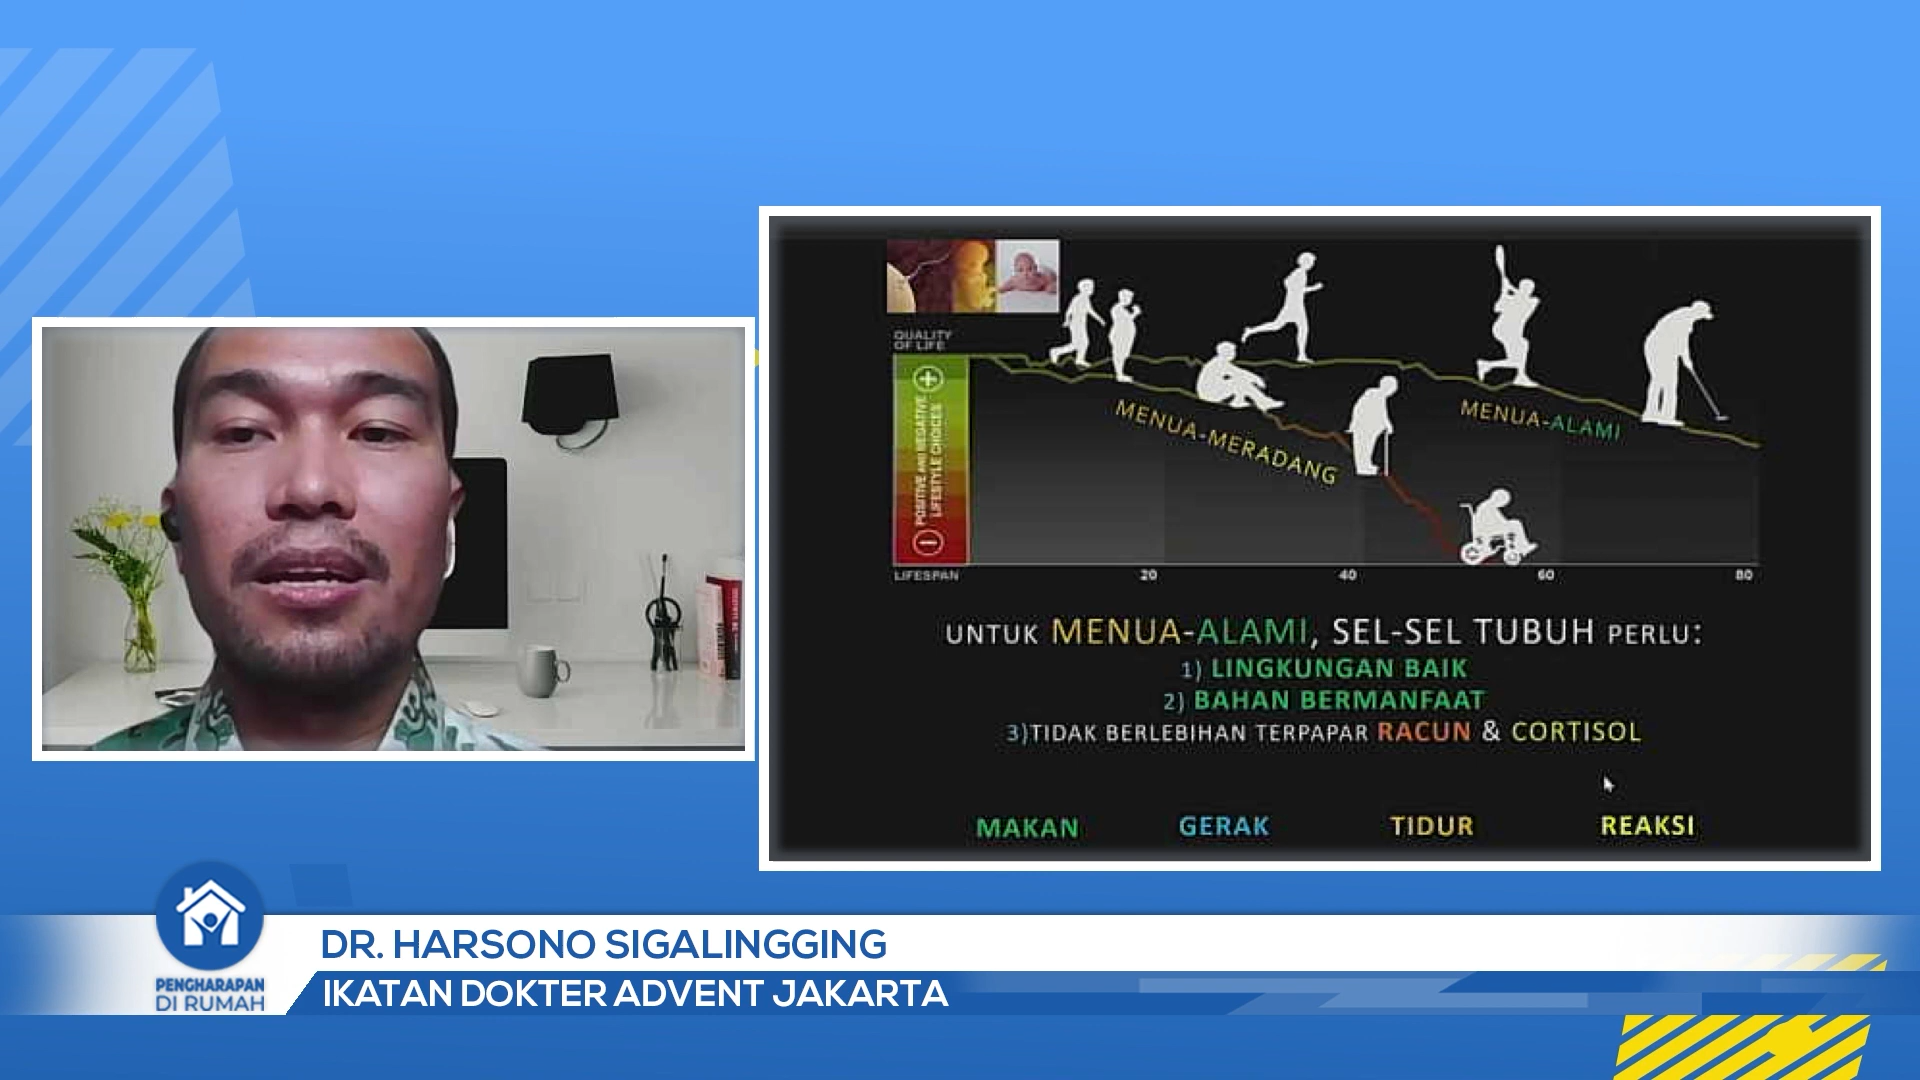 QUALITY
OF LIFE
POSITIVE AND NEGATIVE
LIFESTYLE CHOICES
MENUA-MERADANG
MENUA-ALAMI
LIFESPAN 20 40 60 80
UNTUK MENUA-ALAMI, SEL-SEL TUBUH PERLU:
1) LINGKUNGAN BAIK
2) BAHAN BERMANFAAT
3)TIDAK BERLEBIHAN TERPAPAR RACUN & CORTISOL
MAKAN GERAK TIDUR REAKSI
DR. HARSONO SIGALINGGING
IKATAN DOKTER ADVENT JAKARTA
PENGHARAPAN
DI RUMAH